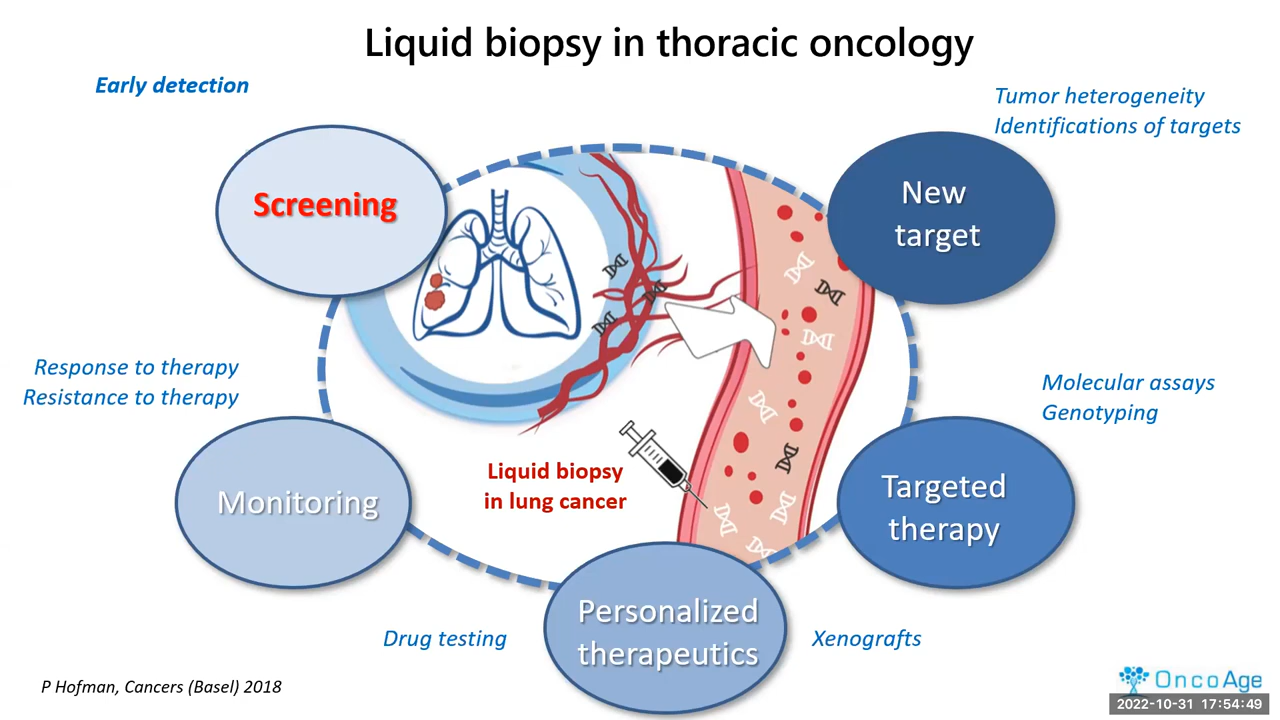 Liquid biopsy in thoracic oncology
Early detection
Tumor heterogeneity
Identifications of targets
Screening
New
target
Response to therapy
Resistance to therapy
Molecular assays
Genotyping
Monitoring
Liquid biopsy
in lung cancer
Targeted
therapy
Personalized
therapeutics
Drug testing
Xenografts
P Hofman, Cancers (Basel) 2018
OncoAge
2022-10-31 17:54:49